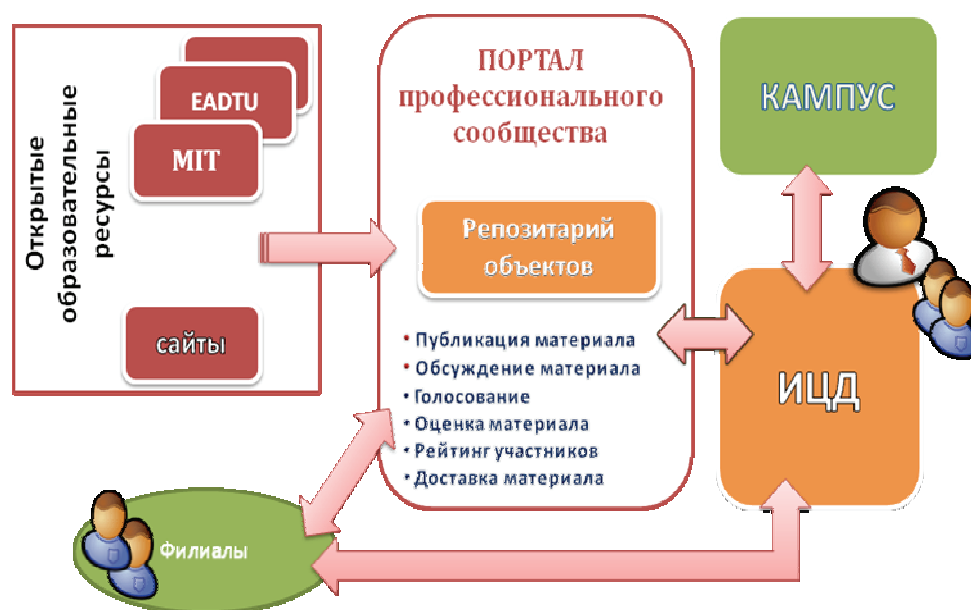 Открытые
образовательные
ресурсы
EADTU
MIT
сайты
ПОРТАЛ
профессионального
сообщества
Репозитарий
объектов
• Публикация материала
• Обсуждение материала
• Голосование
• Оценка материала
• Рейтинг участников
• Доставка материала
КАМПУС
ИЦД
Филиалы